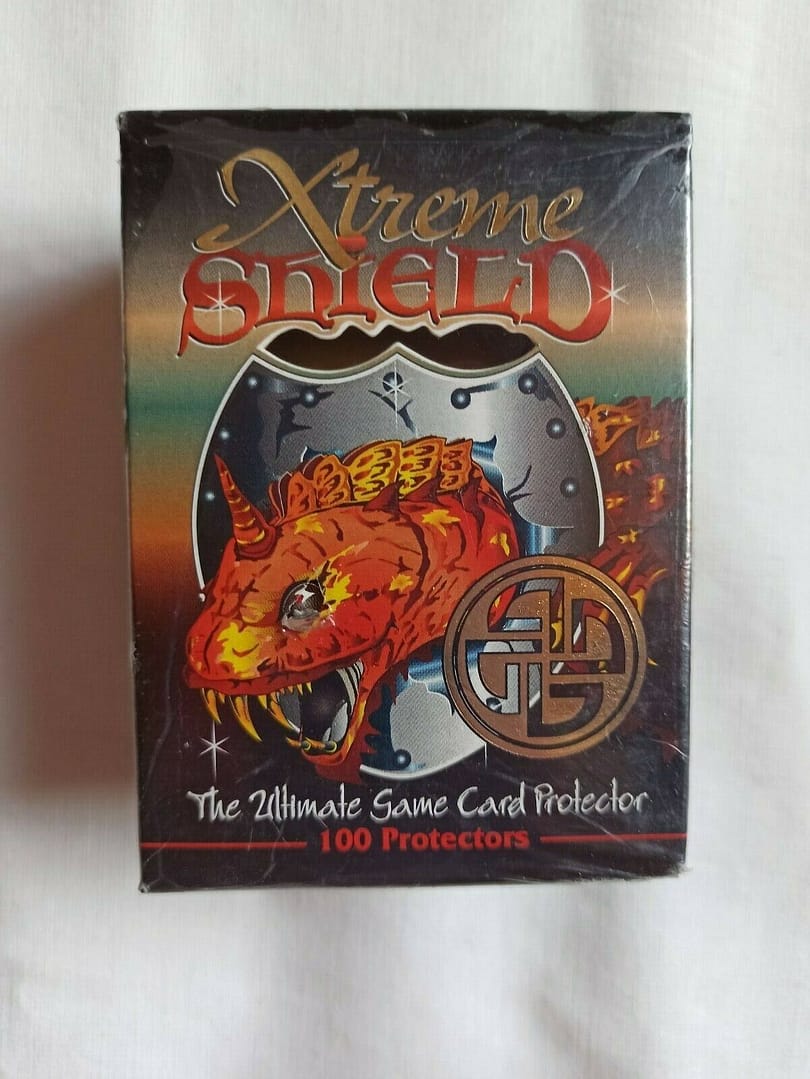 Xtreme
SHIELD
The Ultimate Game Card Protector
100 Protectors